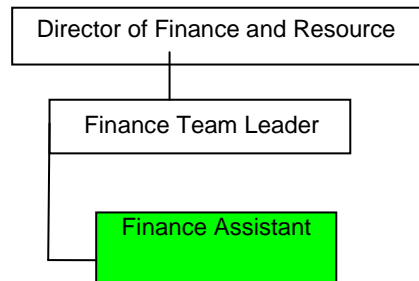 Director of Finance and Resource
Finance Team Leader
Finance Assistant